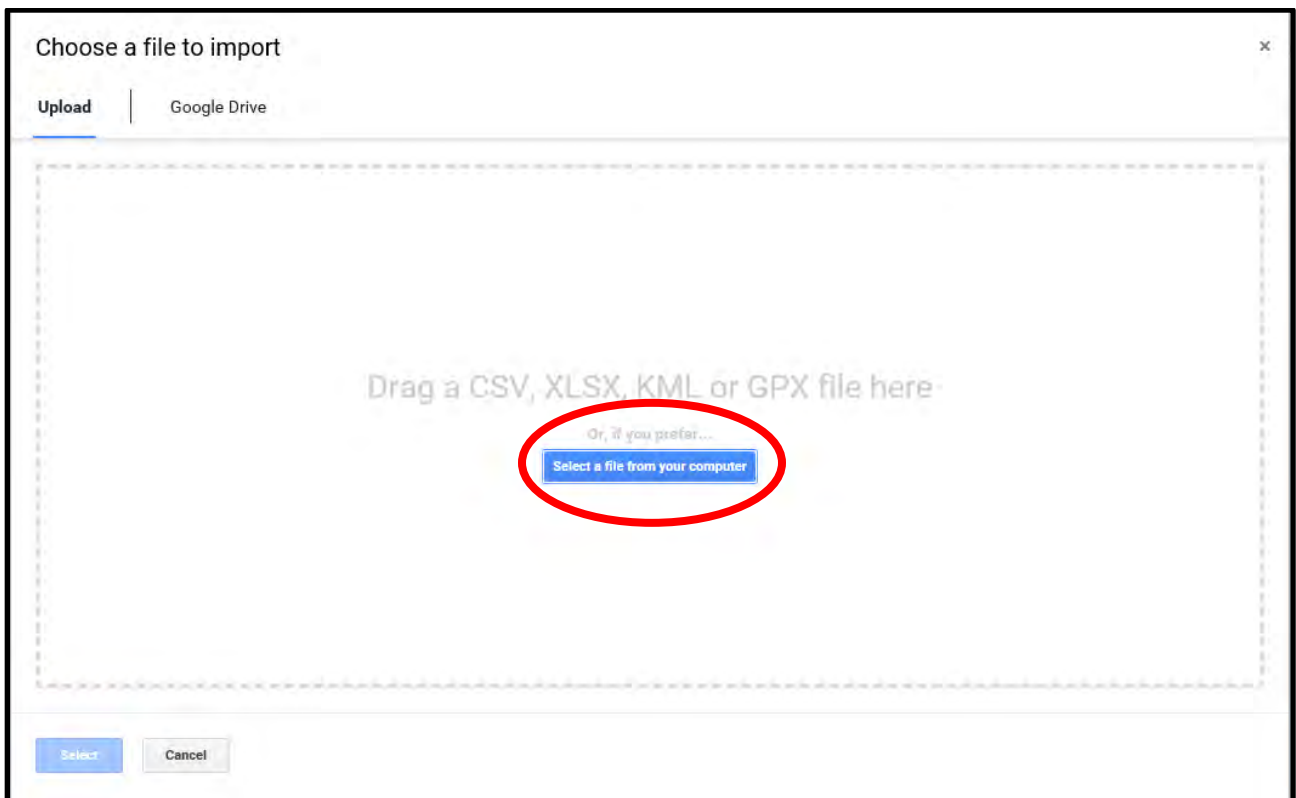 Choose a file to import
×
Upload
Google Drive
Drag a CSV, XLSX, KML or GPX file here
Or, if you prefer...
Select a file from your computer
Select
Cancel